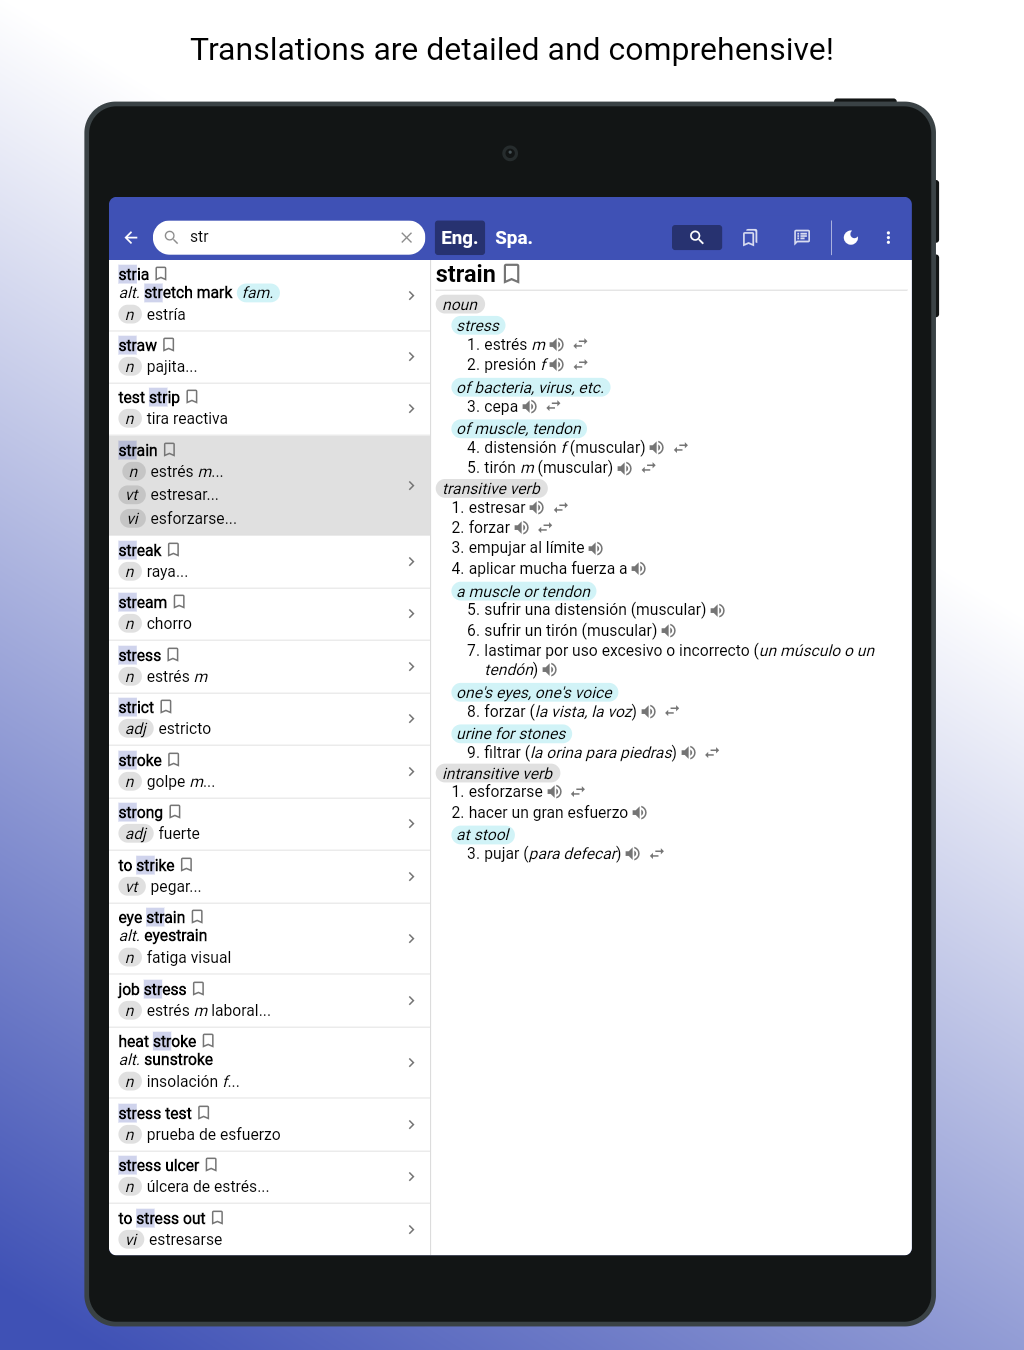 Translations are detailed and comprehensive!
str
Eng. Spa.
stria
alt. stretch mark fam.
n estría
straw
n pajita...
test strip
n tira reactiva
strain
n estrés m...
vt estresar...
vi esforzarse...
streak
n raya...
stream
n chorro
stress
n estrés m
strict
adj estricto
stroke
n golpe m...
strong
adj fuerte
to strike
vt pegar...
eye strain
alt. eyestrain
n fatiga visual
job stress
n estrés m laboral...
heat stroke
alt. sunstroke
n insolación f...
stress test
n prueba de esfuerzo
stress ulcer
n úlcera de estrés...
to stress out
vi estresarse
strain
noun
stress
1. estrés m
2. presión f
of bacteria, virus, etc.
3. cepa
of muscle, tendon
4. distensión f (muscular)
5. tirón m (muscular)
transitive verb
1. estresar
2. forzar
3. empujar al límite
4. aplicar mucha fuerza a
a muscle or tendon
5. sufrir una distensión (muscular)
6. sufrir un tirón (muscular)
7. lastimar por uso excesivo o incorrecto (un músculo o un
tendón)
one's eyes, one's voice
8. forzar (la vista, la voz)
urine for stones
9. filtrar (la orina para piedras)
intransitive verb
1. esforzarse
2. hacer un gran esfuerzo
at stool
3. pujar (para defecar)